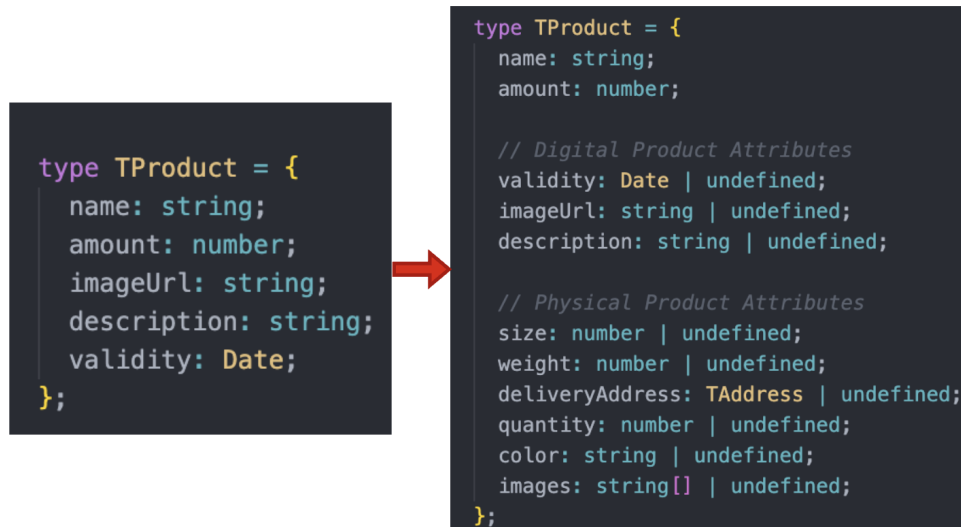 type TProduct = {
name: string;
amount: number;
imageUrl: string;
description: string;
validity: Date;
};
type TProduct = {
name: string;
amount: number;
// Digital Product Attributes
validity: Date | undefined;
imageUrl: string | undefined;
description: string | undefined;
// Physical Product Attributes
size: number | undefined;
weight: number | undefined;
deliveryAddress: TAddress | undefined;
quantity: number | undefined;
color: string | undefined;
images: string[] | undefined;
};